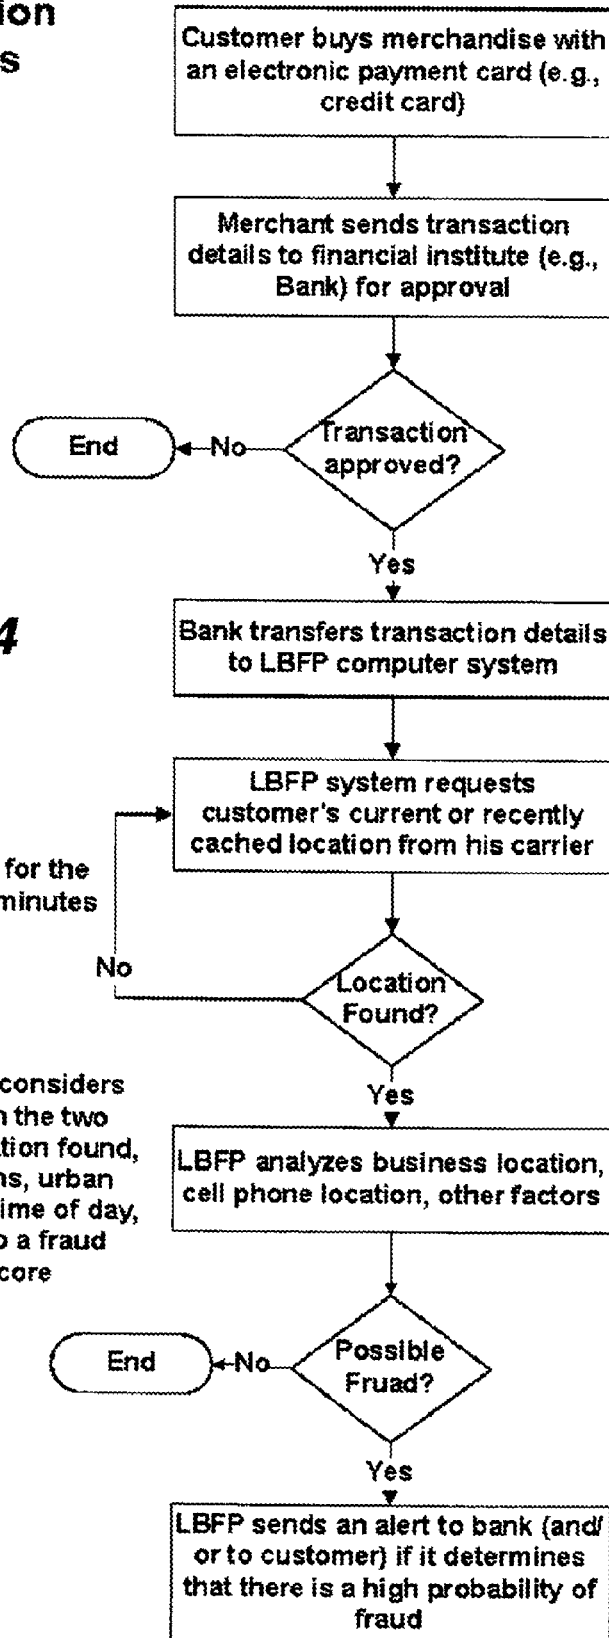 ion
s
Customer buys merchandise with
an electronic payment card (e.g.,
credit card)
Merchant sends transaction
details to financial institute (e.g.,
Bank) for approval
Transaction
approved?
No
End
Yes
4
Bank transfers transaction details
to LBFP computer system
LBFP system requests
customer's current or recently
cached location from his carrier
for the
minutes
No
Location
Found?
Yes
considers
n the two
tion found,
ns, urban
ime of day,
o a fraud
core
LBFP analyzes business location,
cell phone location, other factors
Possible
Fruad?
No
End
Yes
LBFP sends an alert to bank (and/
or to customer) if it determines
that there is a high probability of
fraud